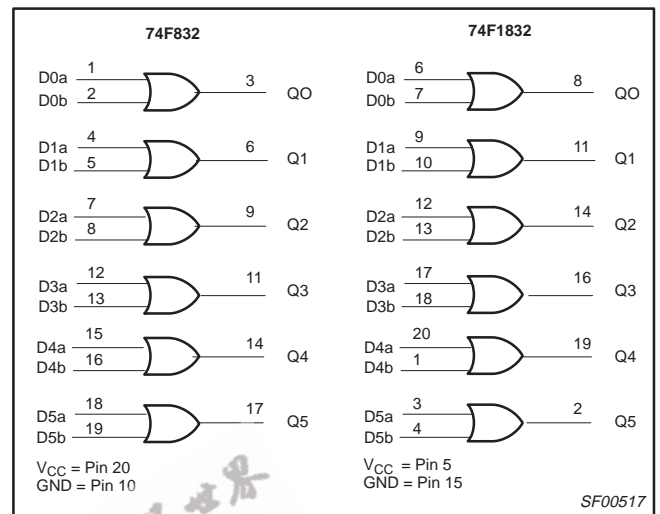 74F832
D0a 1 3 QO
D0b 2
D1a 4 6 Q1
D1b 5
D2a 7 9 Q2
D2b 8
D3a 12 11 Q3
D3b 13
D4a 15 14 Q4
D4b 16
D5a 18 17 Q5
D5b 19
VCC = Pin 20
GND = Pin 10
74F1832
D0a 6 8 QO
D0b 7
D1a 9 11 Q1
D1b 10
D2a 12 14 Q2
D2b 13
D3a 17 16 Q3
D3b 18
D4a 20 19 Q4
D4b 1
D5a 3 2 Q5
D5b 4
VCC = Pin 5
GND = Pin 15
SF00517
世界